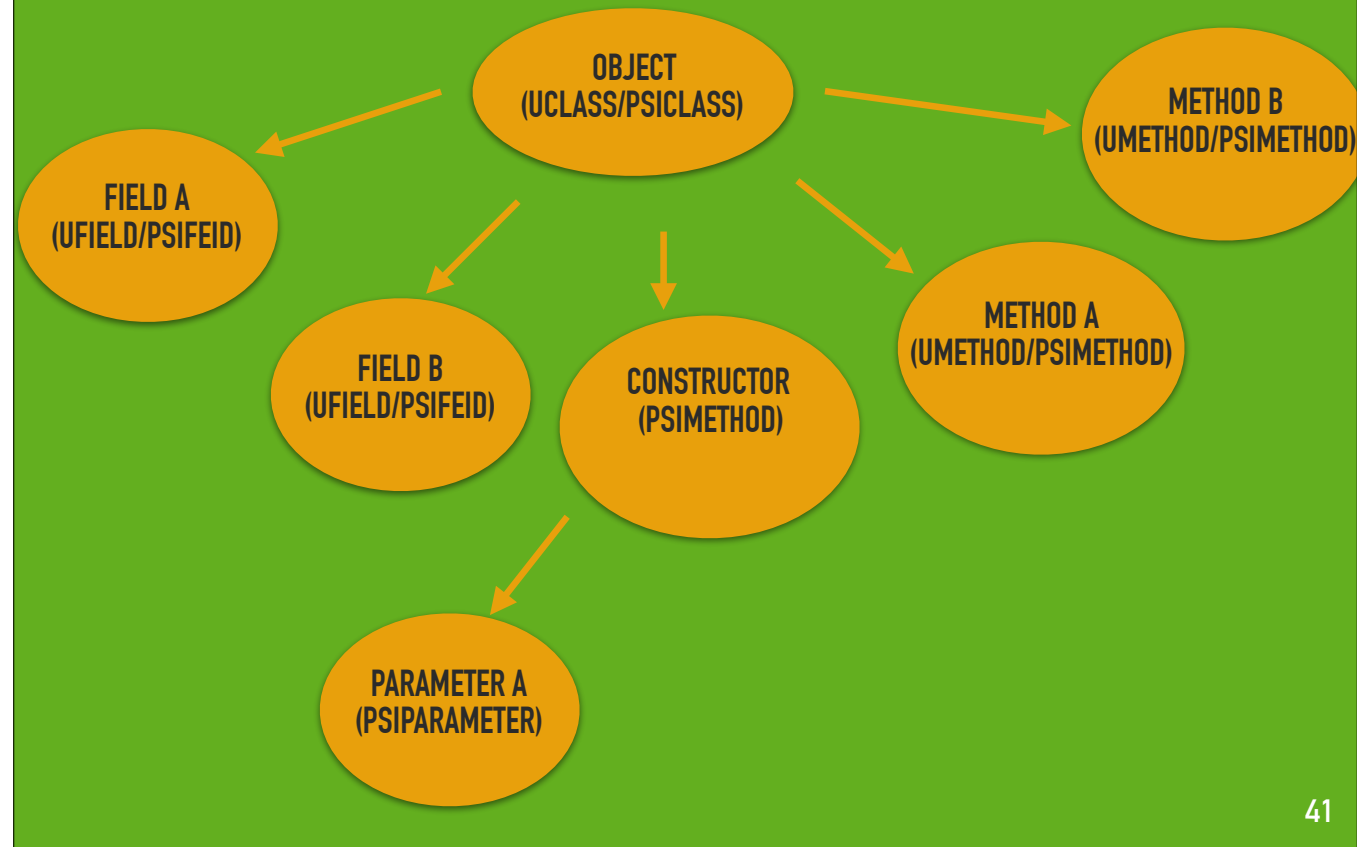 OBJECT
(UCLASS/PSICLASS)
METHOD B
(UMETHOD/PSIMETHOD)
FIELD A
(UFIELD/PSIFEID)
METHOD A
(UMETHOD/PSIMETHOD)
FIELD B
(UFIELD/PSIFEID)
CONSTRUCTOR
(PSIMETHOD)
PARAMETER A
(PSIPARAMETER)
41